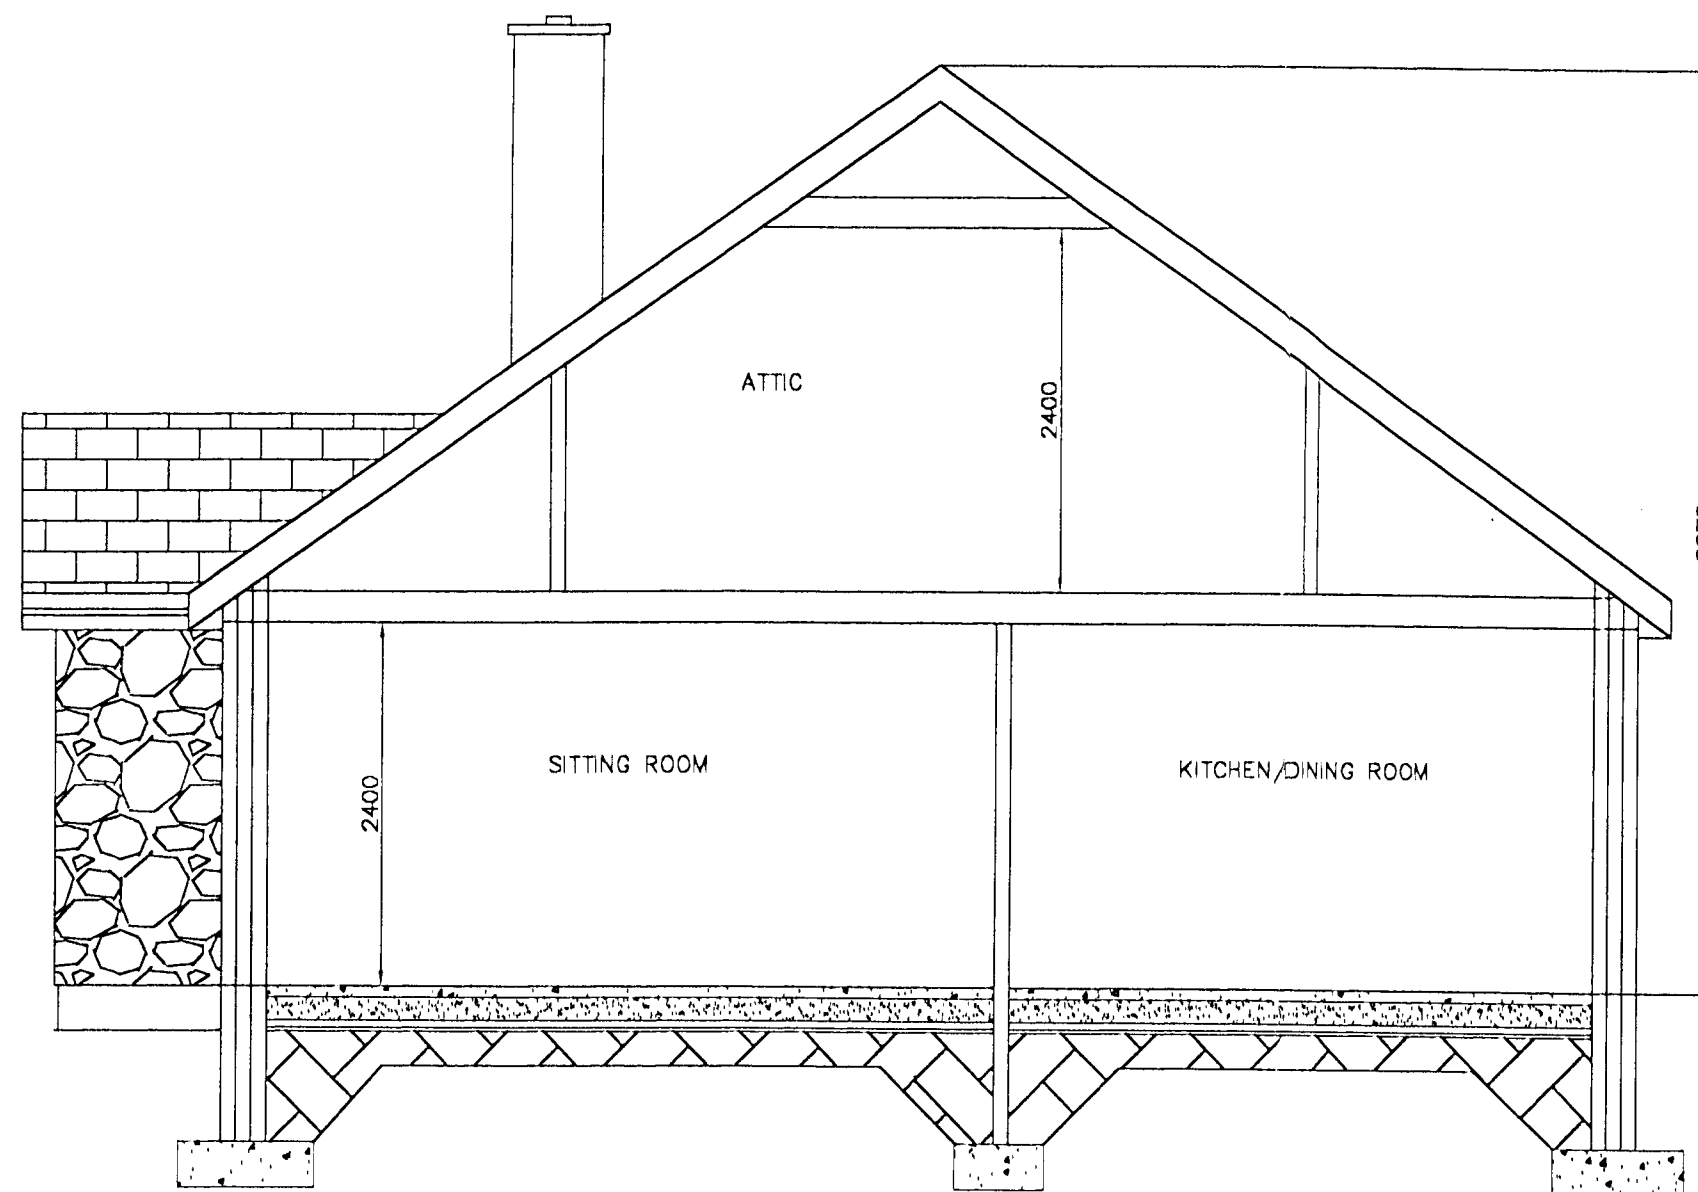 ATTIC
2400
SITTING ROOM
KITCHEN/DINING ROOM
2400